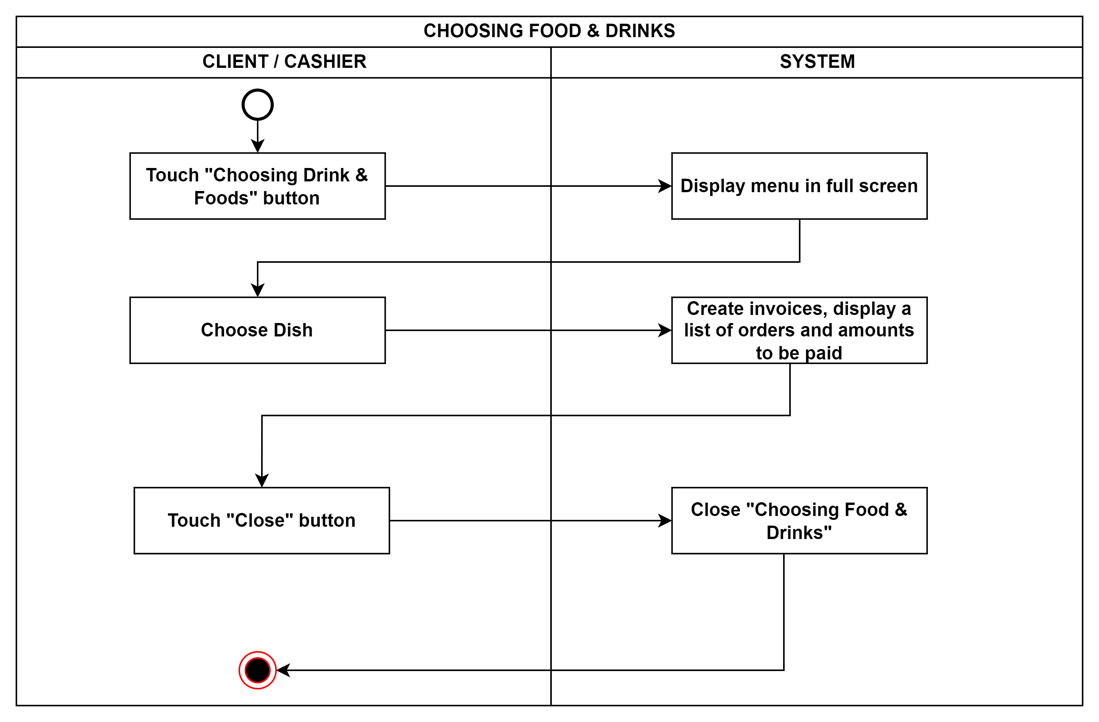 CHOOSING FOOD & DRINKS
CLIENT / CASHIER
SYSTEM
Touch "Choosing Drink &
Foods" button
Display menu in full screen
Choose Dish
Create invoices, display a
list of orders and amounts
to be paid
Touch "Close" button
Close "Choosing Food &
Drinks"